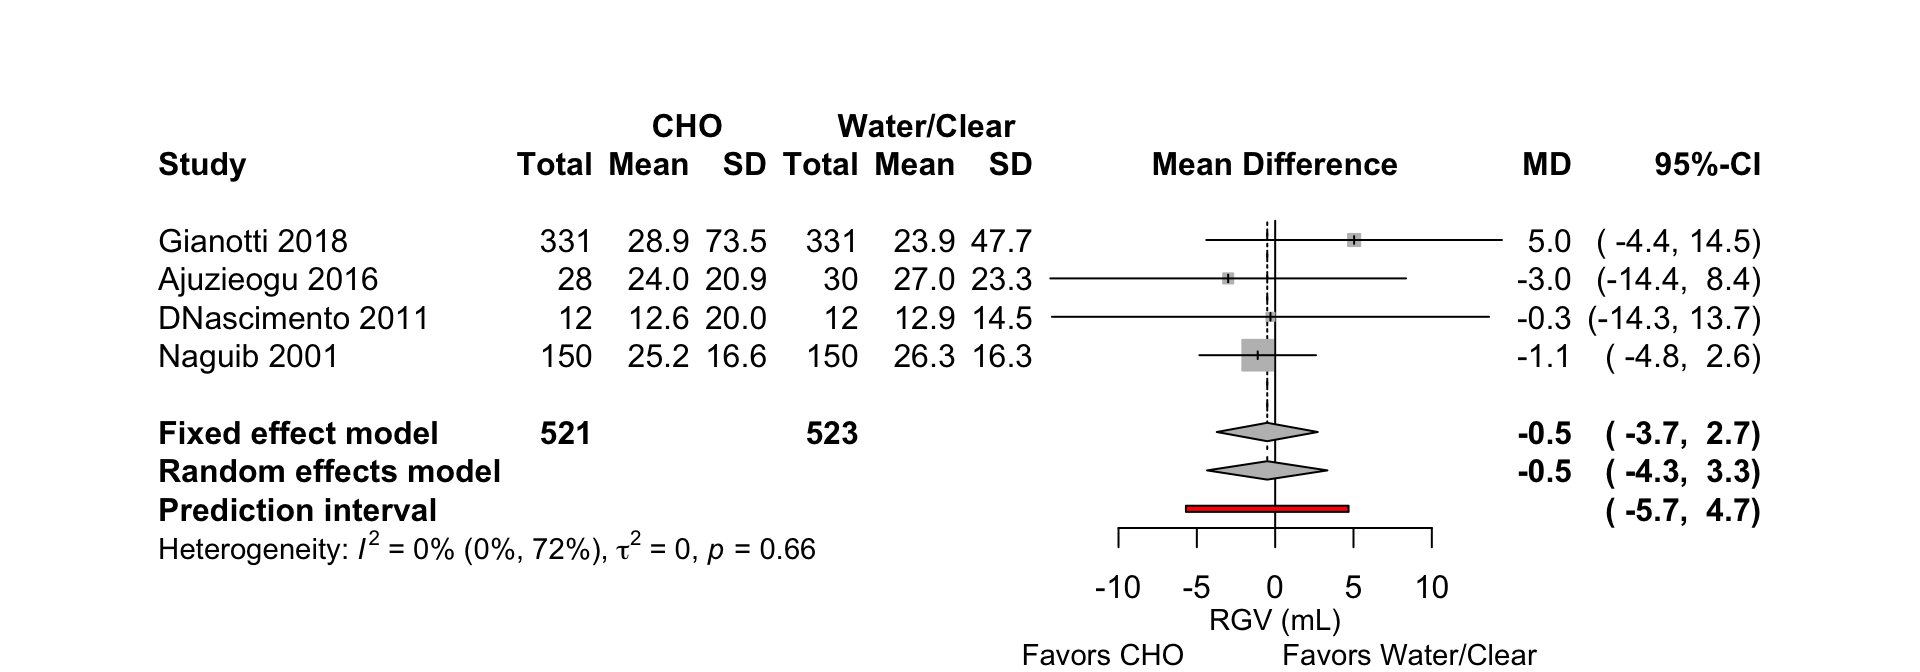 CHO Water/Clear
Study Total Mean SD Total Mean SD Mean Difference MD 95%-CI
Gianotti 2018 331 28.9 73.5 331 23.9 47.7 5.0 ( -4.4, 14.5)
Ajuzieogu 2016 28 24.0 20.9 30 27.0 23.3 -3.0 (-14.4, 8.4)
DNascimento 2011 12 12.6 20.0 12 12.9 14.5 -0.3 (-14.3, 13.7)
Naguib 2001 150 25.2 16.6 150 26.3 16.3 -1.1 ( -4.8, 2.6)
Fixed effect model 521 523 -0.5 ( -3.7, 2.7)
Random effects model -0.5 ( -4.3, 3.3)
Prediction interval ( -5.7, 4.7)
Heterogeneity: I² = 0% (0%, 72%), τ² = 0, p = 0.66
-10 -5 0 5 10
RGV (mL)
Favors CHO Favors Water/Clear